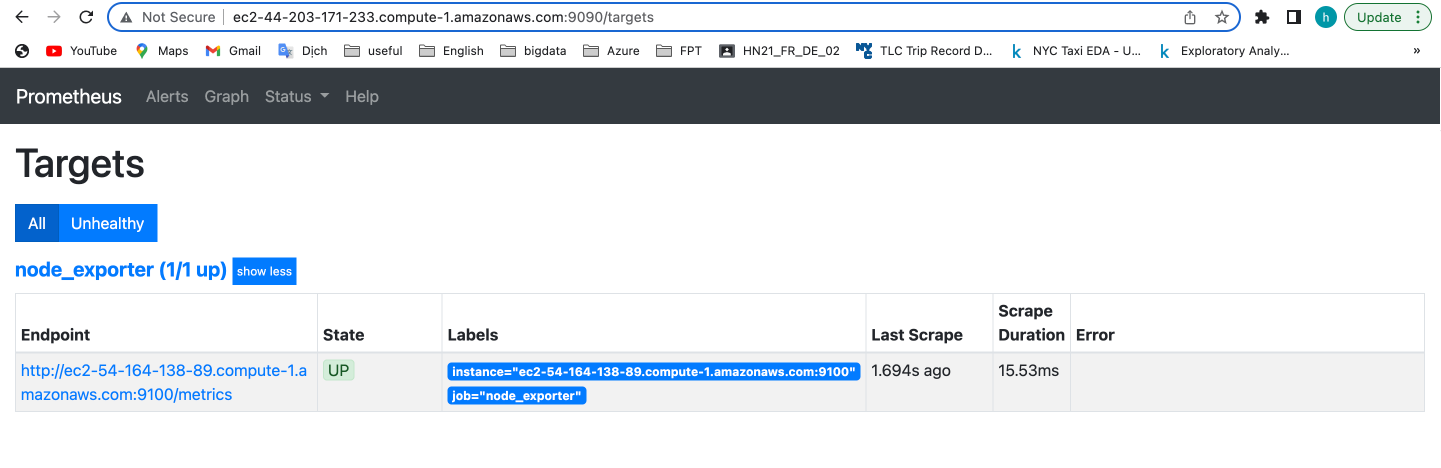 Not Secure ec2-44-203-171-233.compute-1.amazonaws.com:9090/targets h Update
YouTube Maps Gmail Dịch useful English bigdata Azure FPT HN21_FR_DE_02 NYC TLC Trip Record D... k NYC Taxi EDA - U... k Exploratory Analy... »
Prometheus Alerts Graph Status Help
Targets
All Unhealthy
node_exporter (1/1 up) show less
Scrape
Endpoint State Labels Last Scrape Duration Error
http://ec2-54-164-138-89.compute-1.a UP instance="ec2-54-164-138-89.compute-1.amazonaws.com:9100" 1.694s ago 15.53ms
mazonaws.com:9100/metrics job="node_exporter"